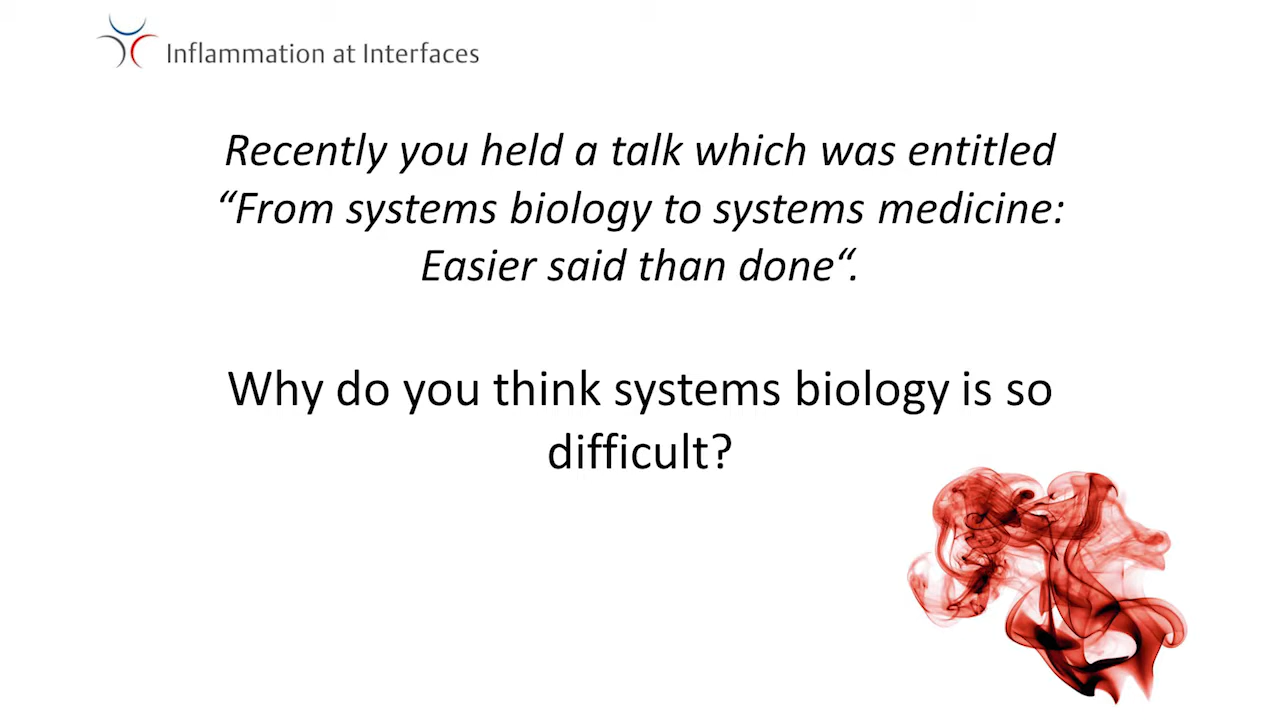 Inflammation at Interfaces
Recently you held a talk which was entitled
“From systems biology to systems medicine:
Easier said than done“.
Why do you think systems biology is so
difficult?